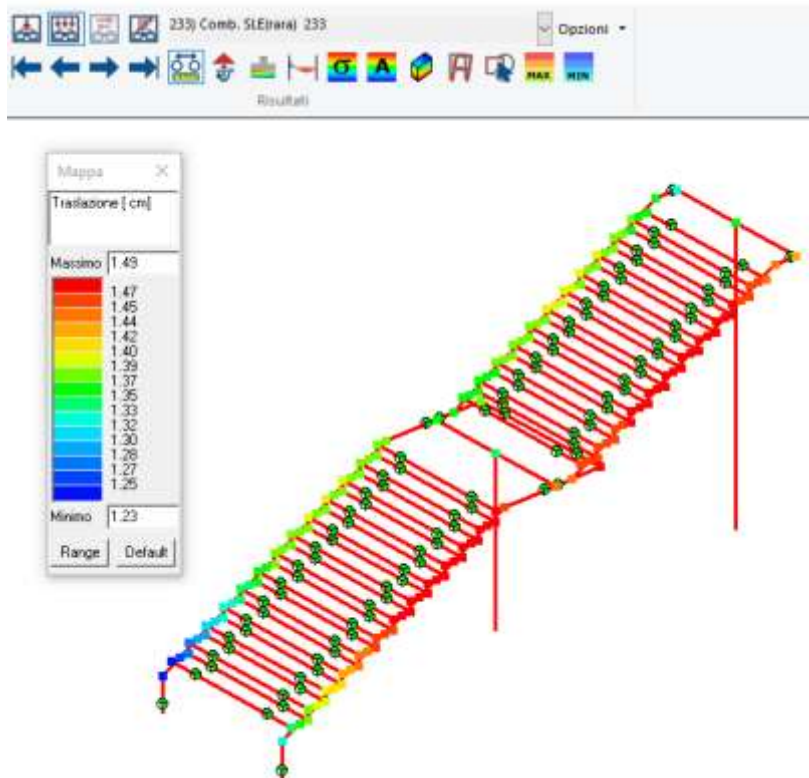 233) Comb. SLE(rara) 233
Opzioni
σ
A
MAX
MIN
Risultati
Mappa
Traslazione [ cm]
Massimo 1.49
1.47
1.45
1.44
1.42
1.40
1.39
1.37
1.35
1.33
1.32
1.30
1.28
1.27
1.25
Minimo 1.23
Range Default